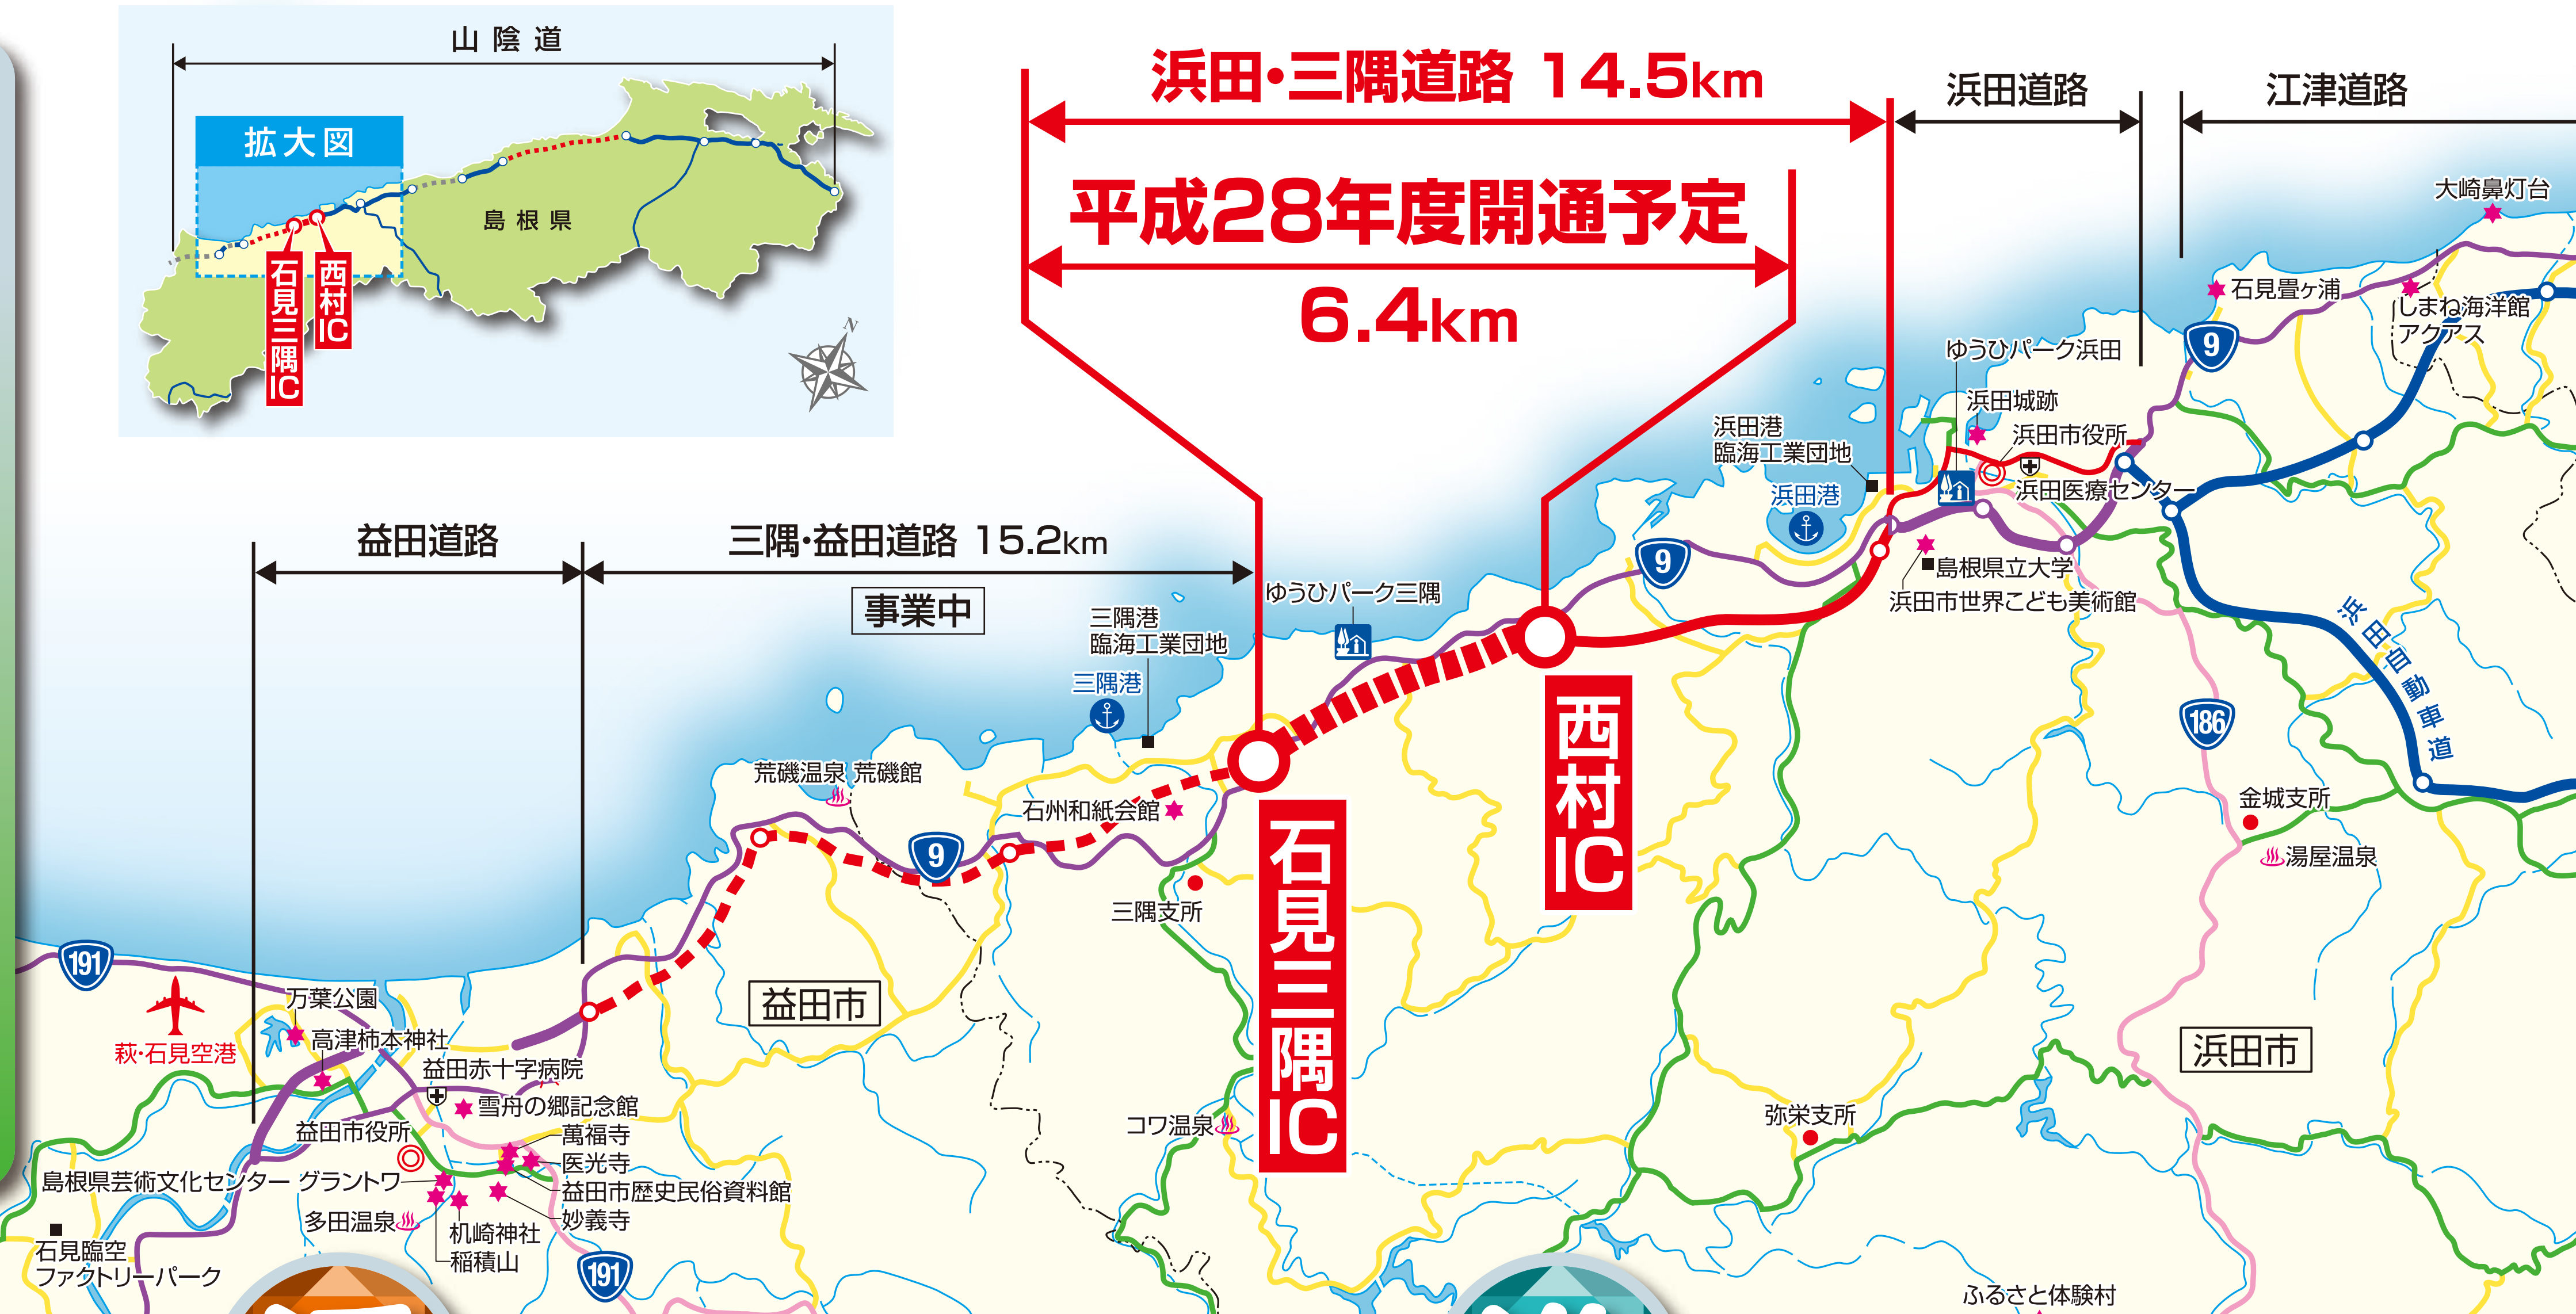 山陰道
拡大図
島根県
石見三隅IC
西村IC
N
浜田・三隅道路 14.5km
平成28年度開通予定
6.4km
浜田道路
江津道路
大崎鼻灯台
石見畳ヶ浦
しまね海洋館
アクアス
9
ゆうひパーク浜田
浜田城跡
浜田市役所
浜田医療センター
浜田港
臨海工業団地
浜田港
9
島根県立大学
浜田市世界こども美術館
浜田自動車道
186
益田道路
三隅・益田道路 15.2km
事業中
ゆうひパーク三隅
三隅港
臨海工業団地
三隅港
西村IC
石見三隅IC
荒磯温泉 荒磯館
石州和紙会館
9
三隅支所
金城支所
湯屋温泉
益田市
浜田市
191
萩・石見空港
万葉公園
高津柿本神社
益田赤十字病院
雪舟の郷記念館
益田市役所
萬福寺
医光寺
島根県芸術文化センター グラントワ
益田市歴史民俗資料館
多田温泉
妙義寺
机崎神社
稲積山
石見臨空
ファクトリーパーク
191
コワ温泉
弥栄支所
ふるさと体験村